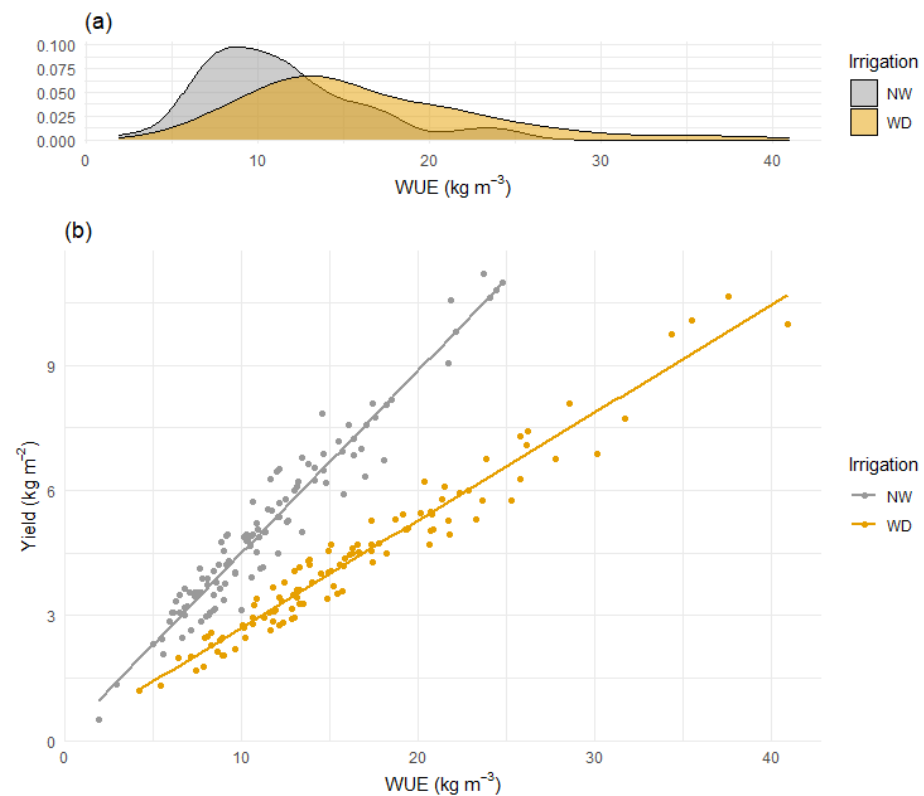 (a)
0.100
0.075
0.050
0.025
0.000
0 10 20 30 40
WUE (kg m⁻³)
Irrigation
NW
WD
(b)
Yield (kg m⁻²)
9
6
3
0
0 10 20 30 40
WUE (kg m⁻³)
Irrigation
NW
WD